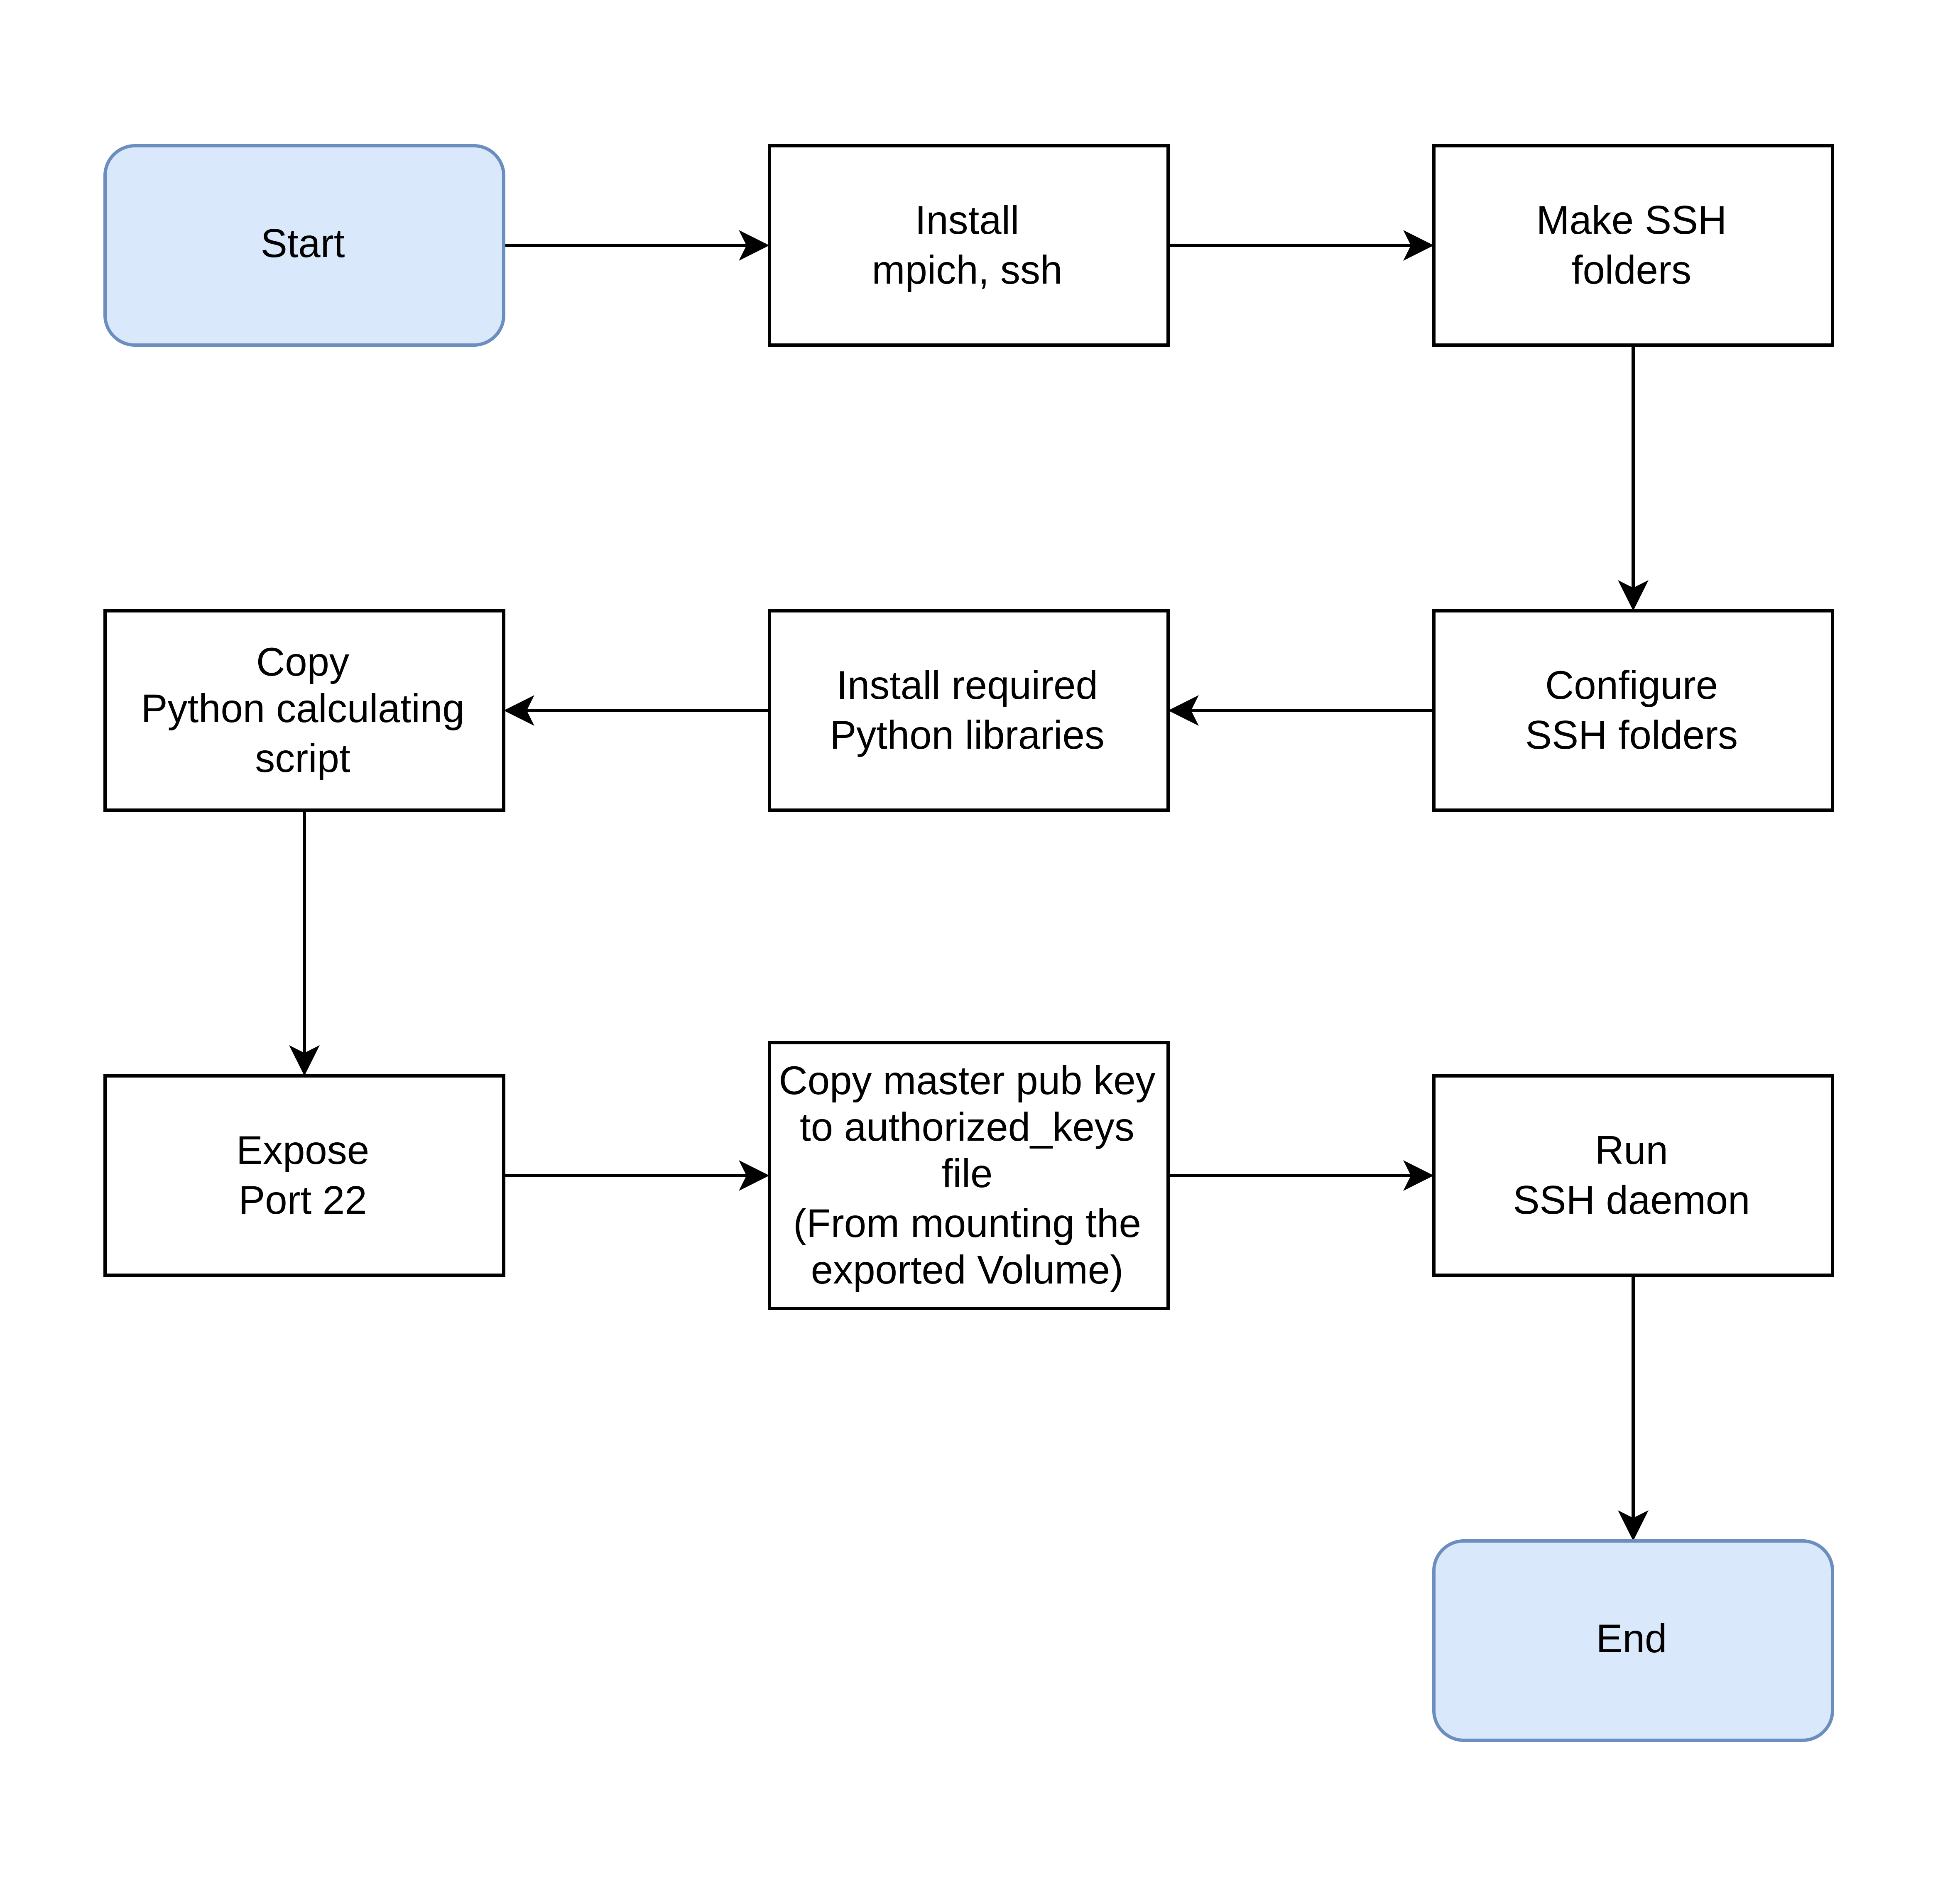 Start
Install
mpich, ssh
Make SSH
folders
Configure
SSH folders
Install required
Python libraries
Copy
Python calculating
script
Expose
Port 22
Copy master pub key
to authorized_keys
file
(From mounting the
exported Volume)
Run
SSH daemon
End